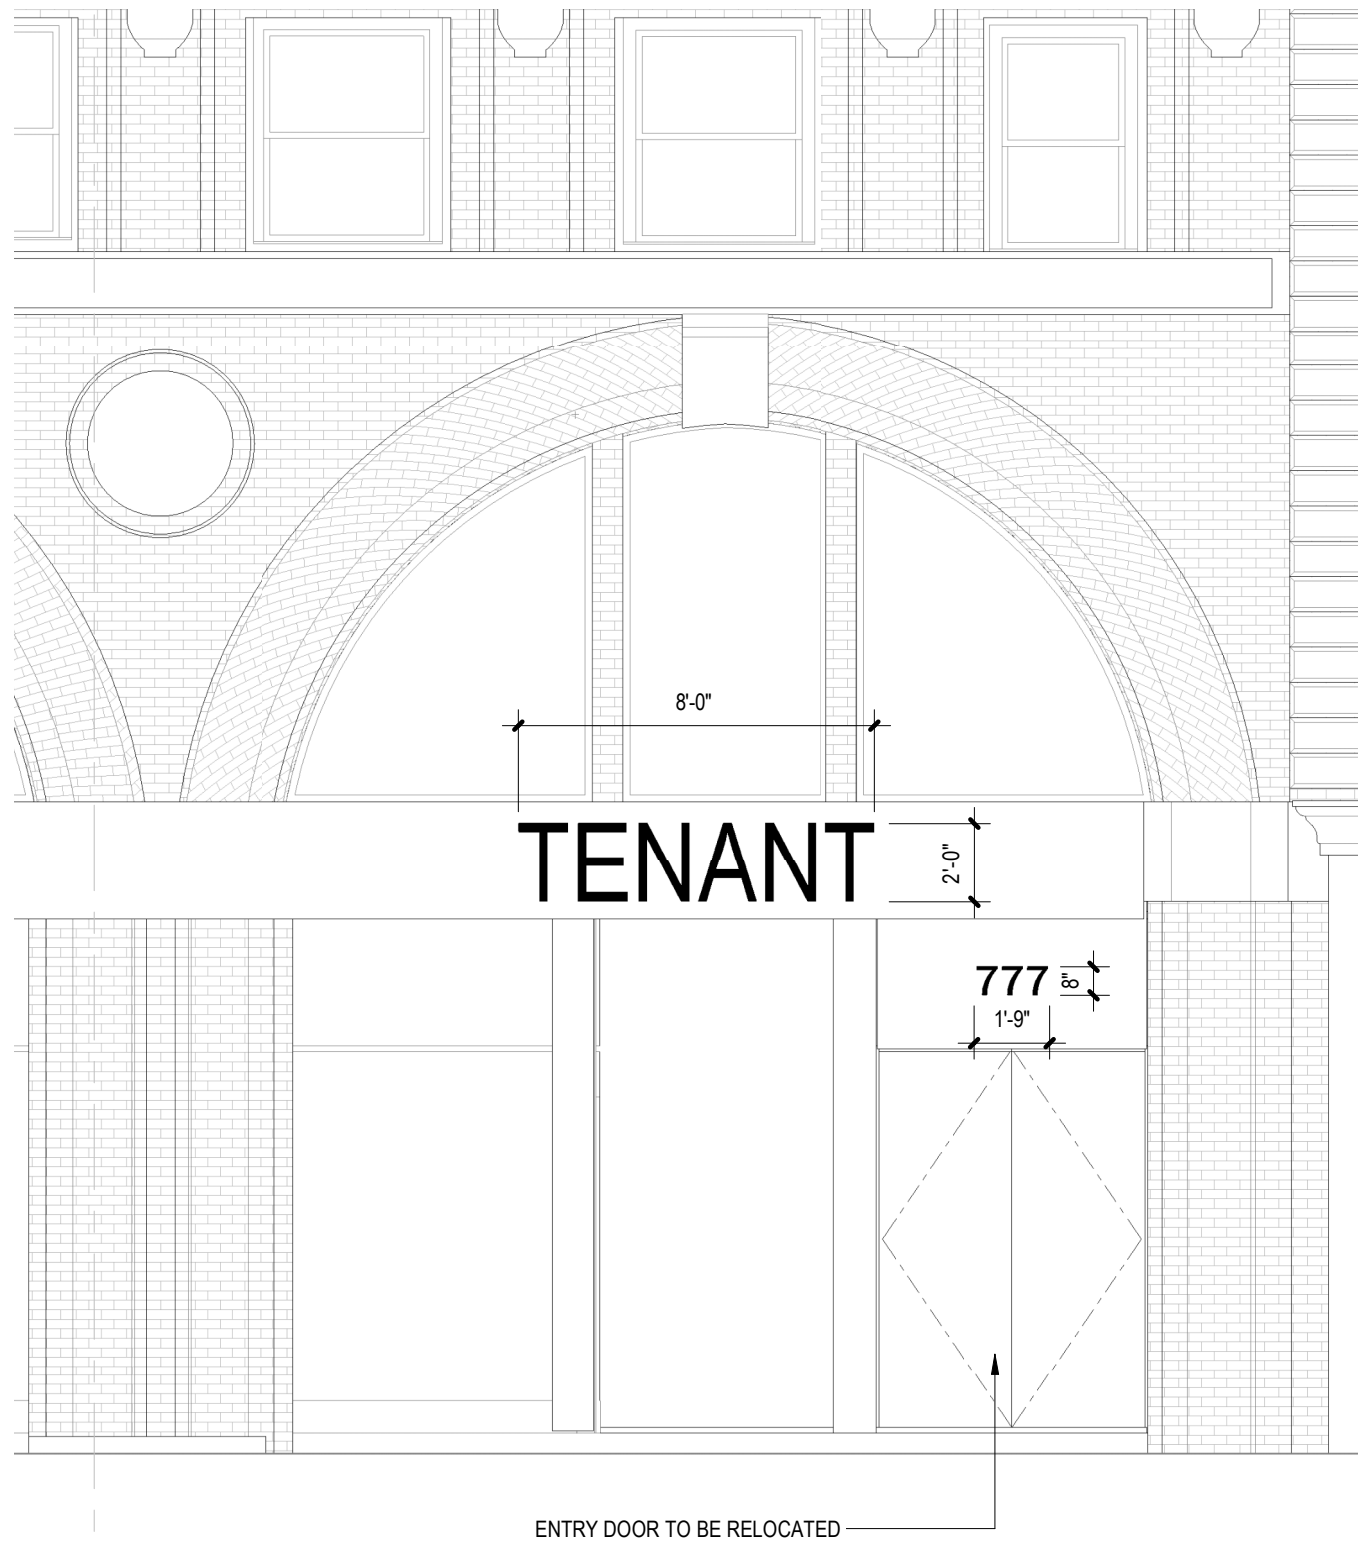 8'-0"
TENANT
2'-0"
777
8"
1'-9"
ENTRY DOOR TO BE RELOCATED